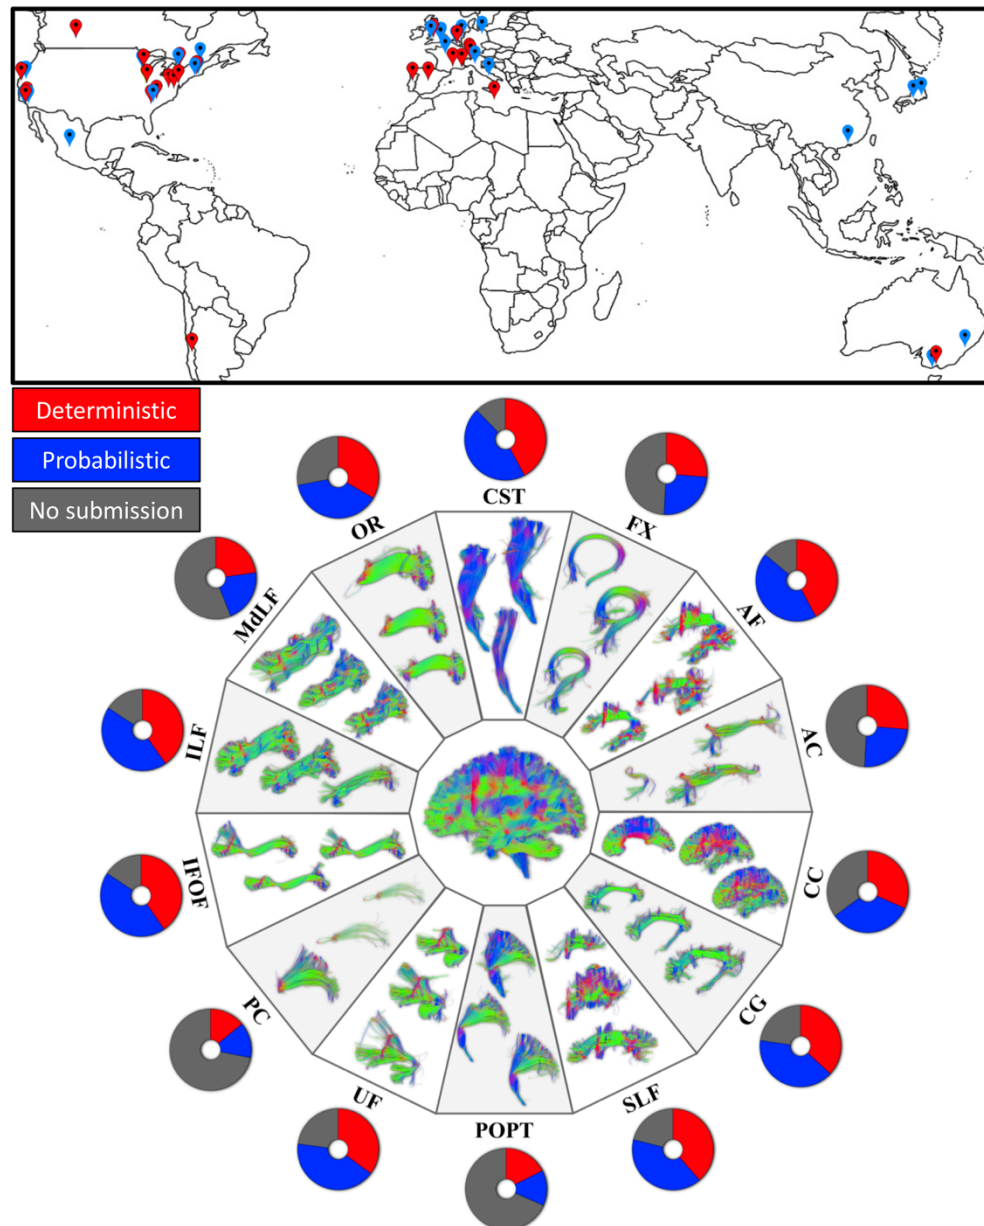 Deterministic
Probabilistic
No submission
CST
OR
FX
MdLF
AF
ILF
AC
IFOF
CC
PC
CG
UF
SLF
POPT